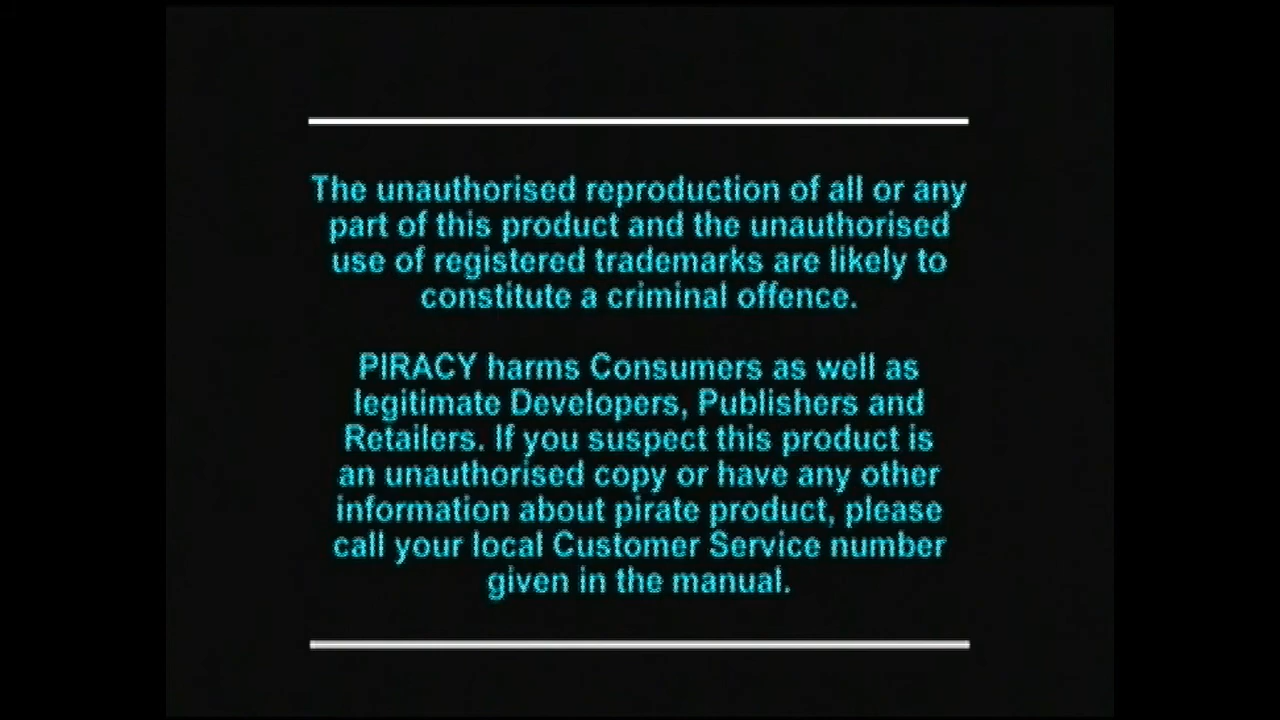 The unauthorised reproduction of all or any
part of this product and the unauthorised
use of registered trademarks are likely to
constitute a criminal offence.
PIRACY harms Consumers as well as
legitimate Developers, Publishers and
Retailers. If you suspect this product is
an unauthorised copy or have any other
information about pirate product, please
call your local Customer Service number
given in the manual.